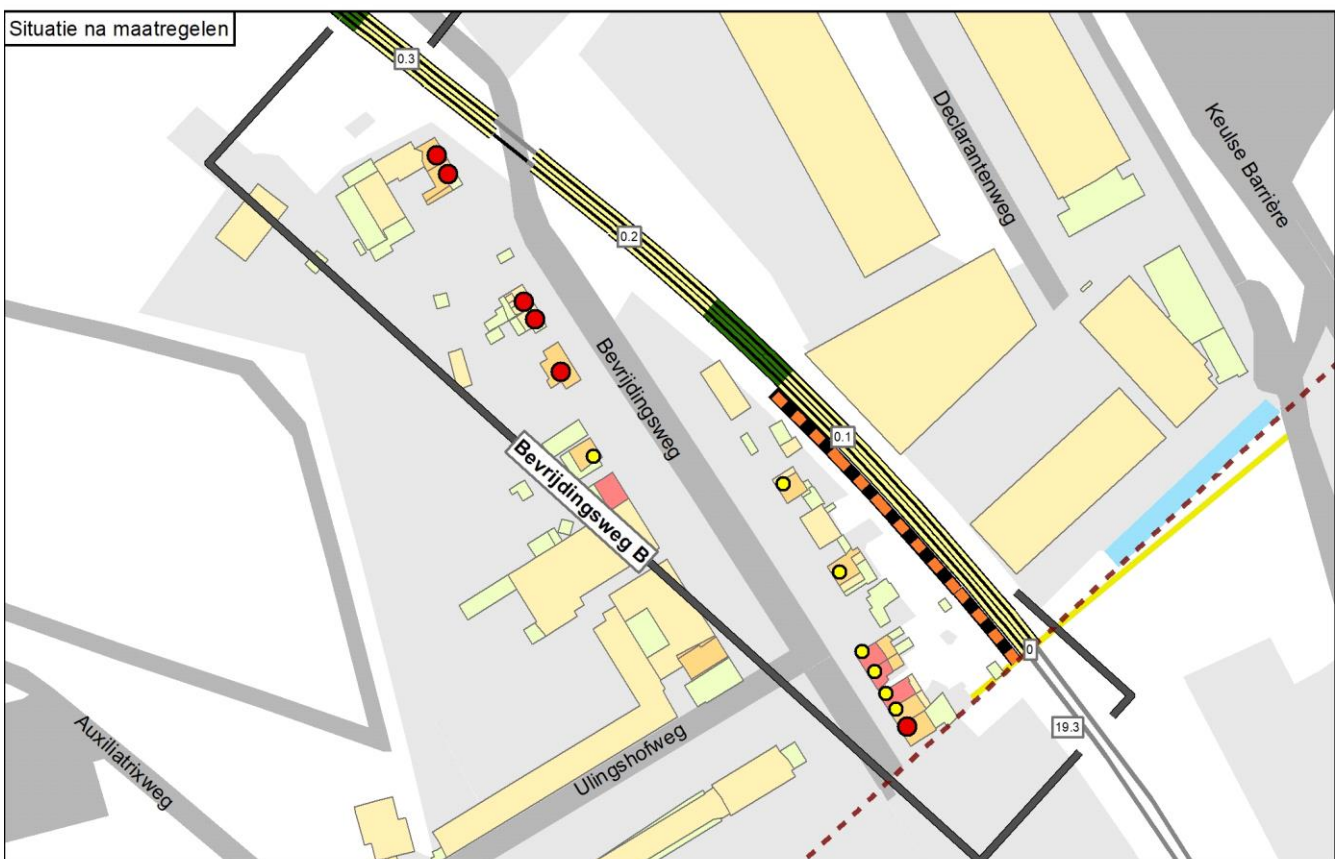 Situatie na maatregelen
0.3
Declarantenweg
Keulse Barrière
0.2
Bevrijdingsweg
0.1
Bevrijdingsweg B
0
19.3
Ulingshofweg
Auxiliatrixweg